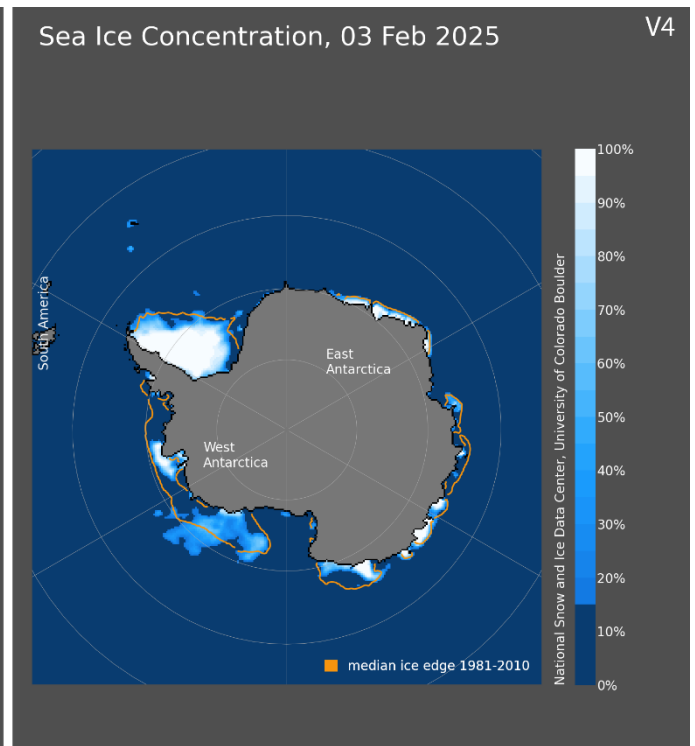 Sea Ice Concentration, 03 Feb 2025
V4
South America
East
Antarctica
West
Antarctica
median ice edge 1981-2010
National Snow and Ice Data Center, University of Colorado Boulder
100%
90%
80%
70%
60%
50%
40%
30%
20%
10%
0%